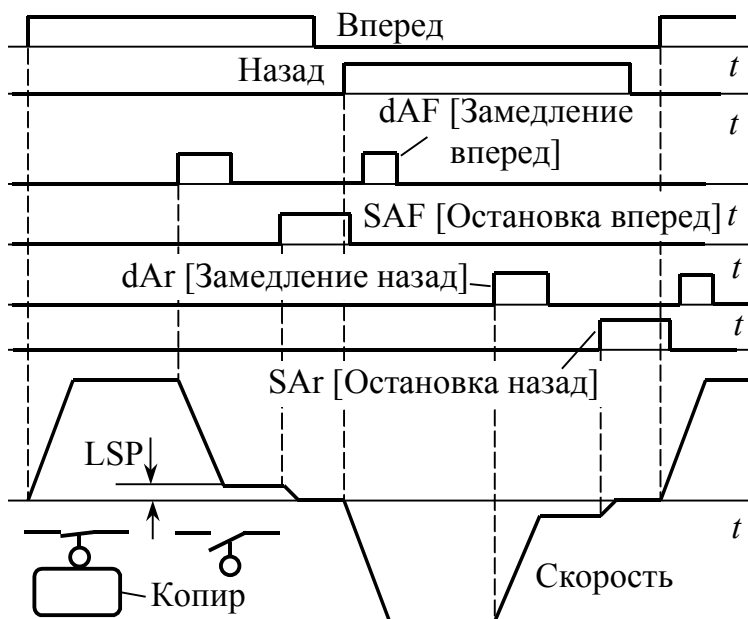 Вперед
t
Назад
t
dAF [Замедление
вперед]
t
SAF [Остановка вперед]
t
dAr [Замедление назад]
t
SAr [Остановка назад]
LSP
t
Копир
Скорость